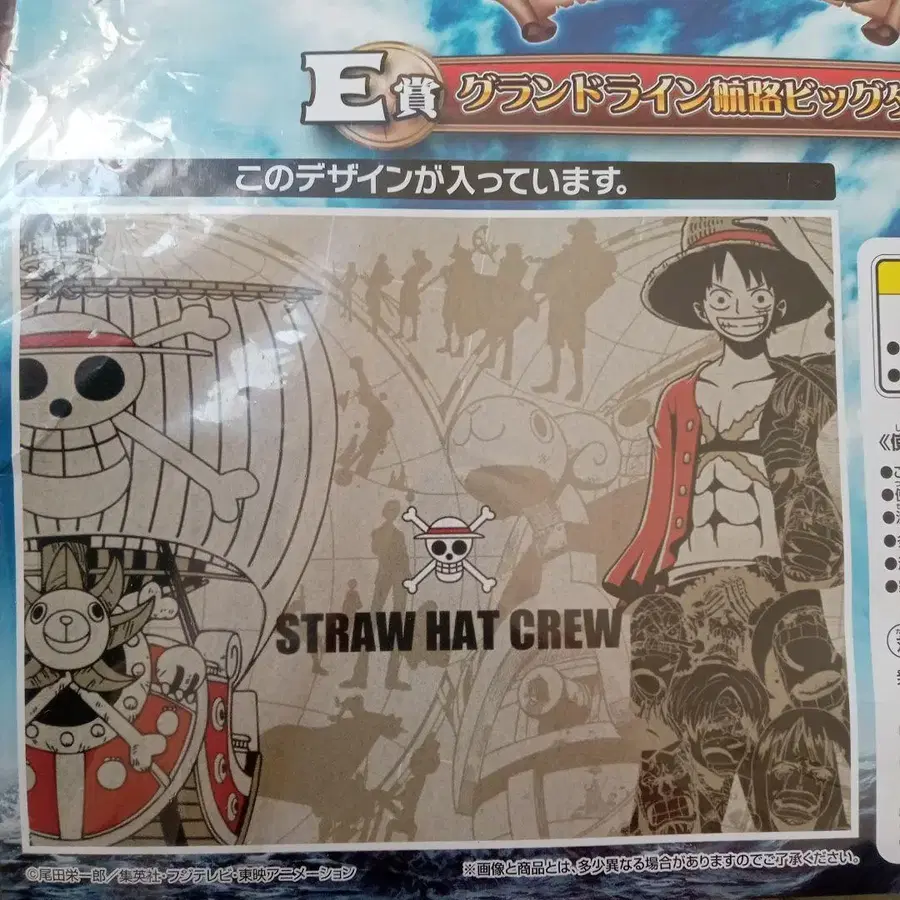 E賞 グランドライン航路ビッグタ
このデザインが入っています。
STRAW HAT CREW
©尾田栄一郎/集英社・フジテレビ・東映アニメーション
※画像と商品とは、多少異なる場合がありますのでご了承ください。